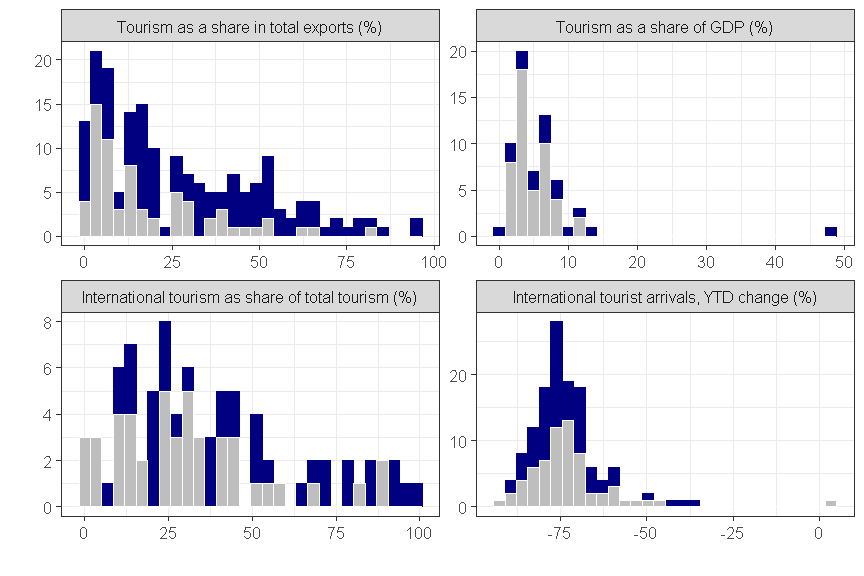 Tourism as a share in total exports (%)
20
15
10
5
0
0 25 50 75 100
Tourism as a share of GDP (%)
20
15
10
5
0
0 10 20 30 40 50
International tourism as share of total tourism (%)
8
6
4
2
0
0 25 50 75 100
International tourist arrivals, YTD change (%)
20
10
0
-75 -50 -25 0